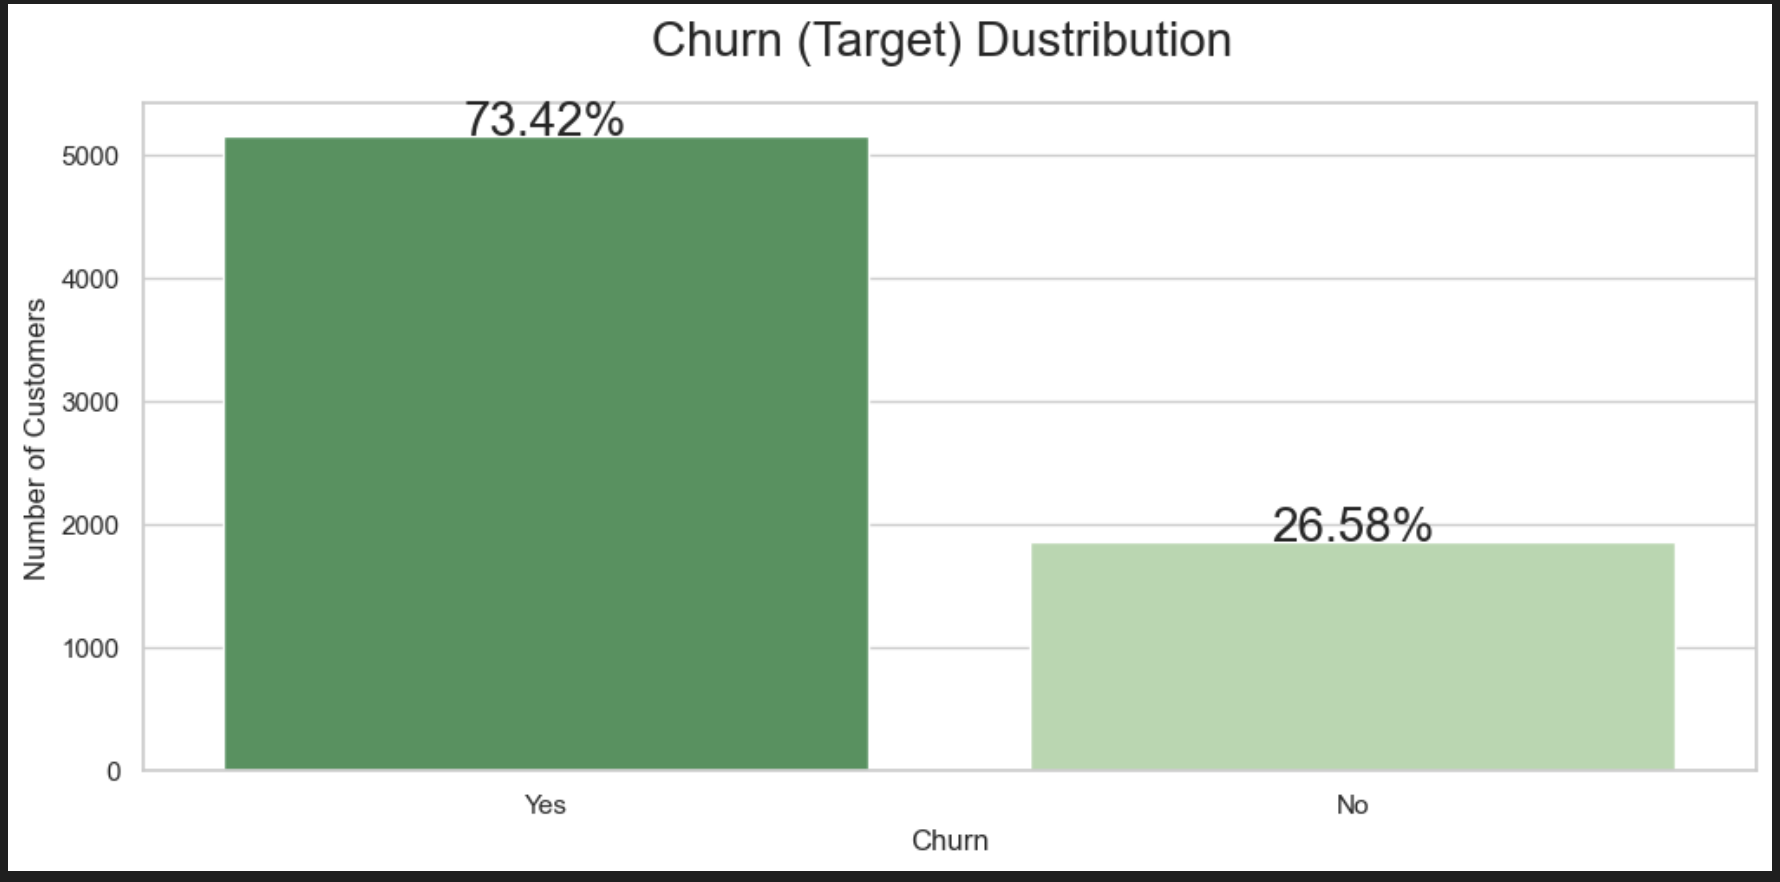 Churn (Target) Dustribution
73.42%
5000
4000
3000
26.58%
2000
1000
0
Number of Customers
Yes
No
Churn